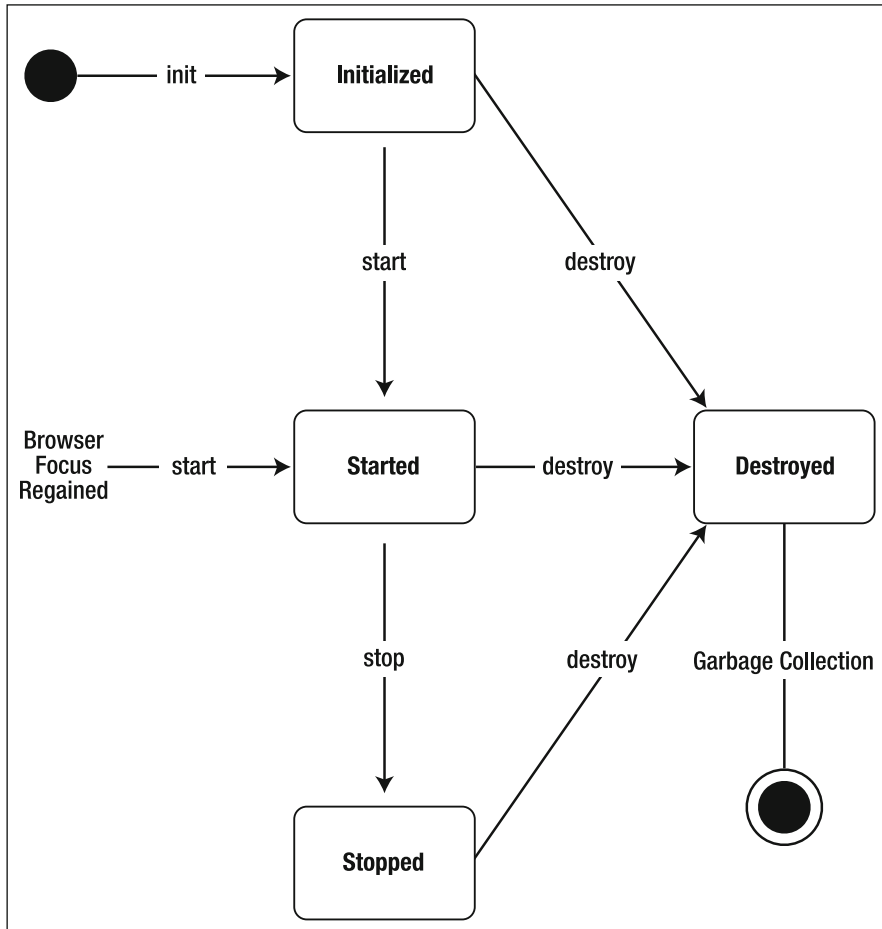 init
Initialized
start
destroy
Browser
Focus
Regained
start
Started
destroy
Destroyed
stop
destroy
Garbage Collection
Stopped